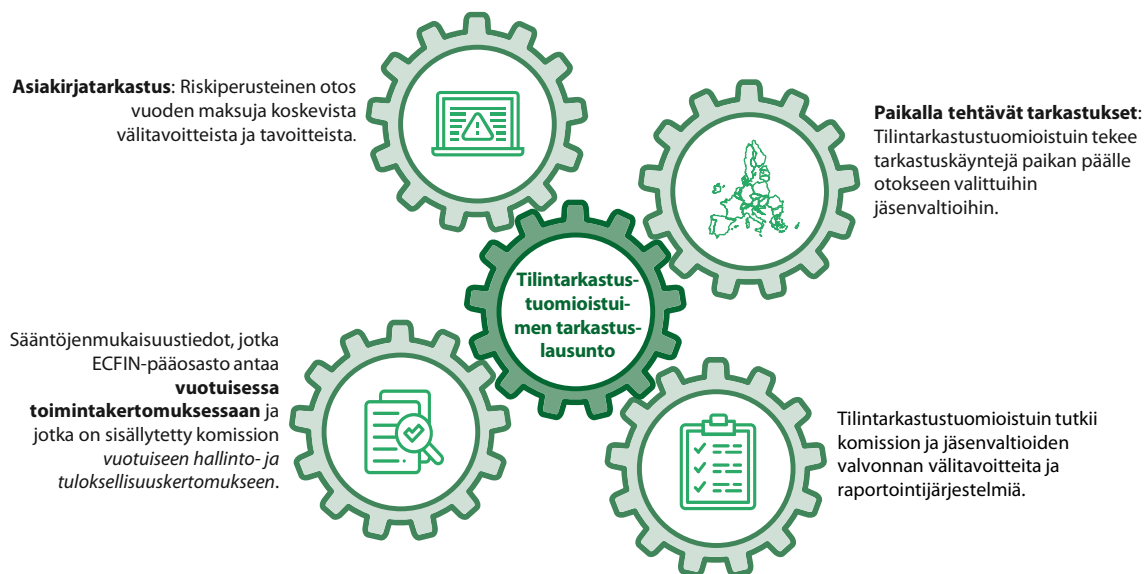 Asiakirjatarkastus: Riskiperusteinen otos
vuoden maksuja koskevista
välitavoitteista ja tavoitteista.
Paikalla tehtävät tarkastukset:
Tilintarkastustuomioistuin tekee
tarkastuskäyntejä paikan päälle
otokseen valittuihin
jäsenvaltioihin.
Tilintarkastus-
tuomioistui-
men tarkastus-
lausunto
Sääntöjenmukaisuustiedot, jotka
ECFIN-pääosasto antaa
vuotuisessa
toimintakertomuksessaan ja
jotka on sisällytetty komission
vuotuiseen hallinto- ja
tuloksellisuuskertomukseen.
Tilintarkastustuomioistuin tutkii
komission ja jäsenvaltioiden
valvonnan välitavoitteita ja
raportointijärjestelmiä.